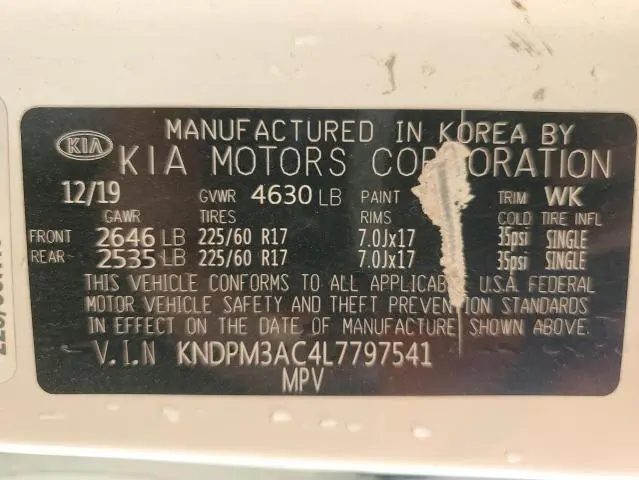 MANUFACTURED IN KOREA BY
KIA KIA MOTORS CORPORATION
12/19 GVWR 4630 LB PAINT TRIM WK
GAWR TIRES RIMS COLD TIRE INFL
FRONT 2646 LB 225/60 R17 7.0Jx17 35psi SINGLE
REAR 2535 LB 225/60 R17 7.0Jx17 35psi SINGLE
THIS VEHICLE CONFORMS TO ALL APPLICABLE U.S.A. FEDERAL
MOTOR VEHICLE SAFETY AND THEFT PREVENTION STANDARDS
IN EFFECT ON THE DATE OF MANUFACTURE SHOWN ABOVE.
V.I.N KNDPM3AC4L7797541
MPV